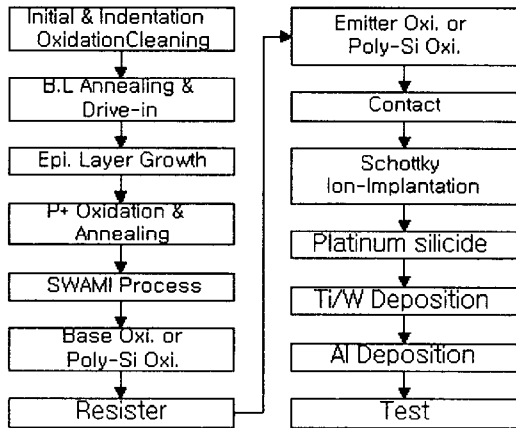 Initial & Indentation
OxidationCleaning
B.L Annealing &
Drive-in
Epi. Layer Growth
P+ Oxidation &
Annealing
SWAMI Process
Base Oxi. or
Poly-Si Oxi.
Resister
Emitter Oxi. or
Poly-Si Oxi.
Contact
Schottky
Ion-Implantation
Platinum silicide
Ti/W Deposition
Al Deposition
Test